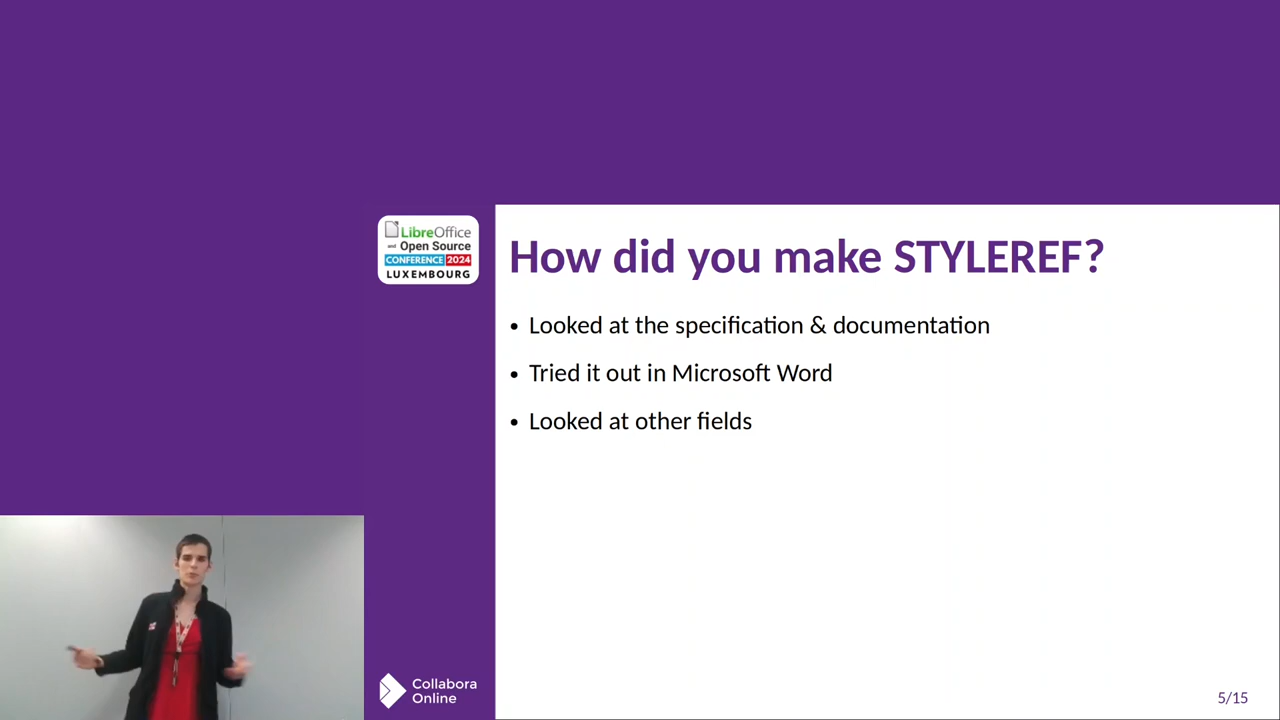 LibreOffice
and Open Source
CONFERENCE 2024
LUXEMBOURG
How did you make STYLEREF?
• Looked at the specification & documentation
• Tried it out in Microsoft Word
• Looked at other fields
Collabora
Online
5/15